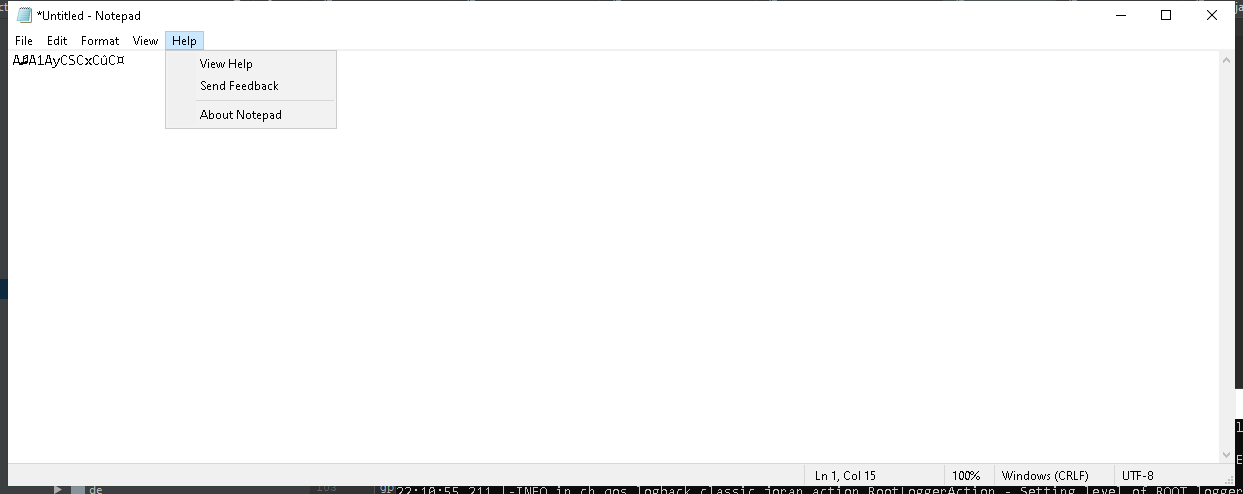 *Untitled - Notepad
File Edit Format View Help
View Help
Send Feedback
About Notepad
Ln 1, Col 15 100% Windows (CRLF) UTF-8
de
22:10:55,211 |-INFO in ch.qos.logback.classic.joran.action.RootLoggerAction - Setting level of ROOT logger